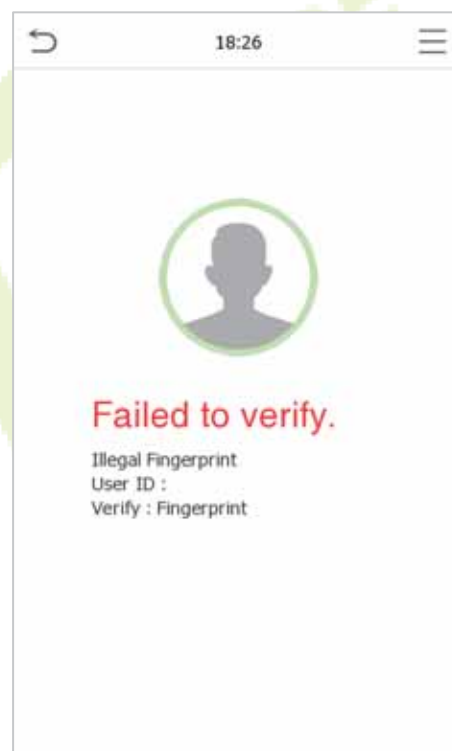 18:26
Failed to verify.
Illegal Fingerprint
User ID :
Verify : Fingerprint